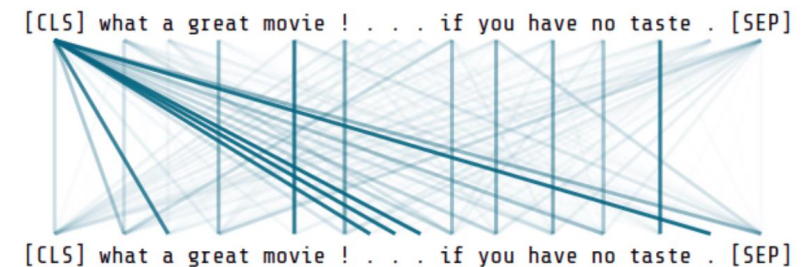 [CLS] what a great movie ! . . . if you have no taste . [SEP]
[CLS] what a great movie ! . . . if you have no taste . [SEP]